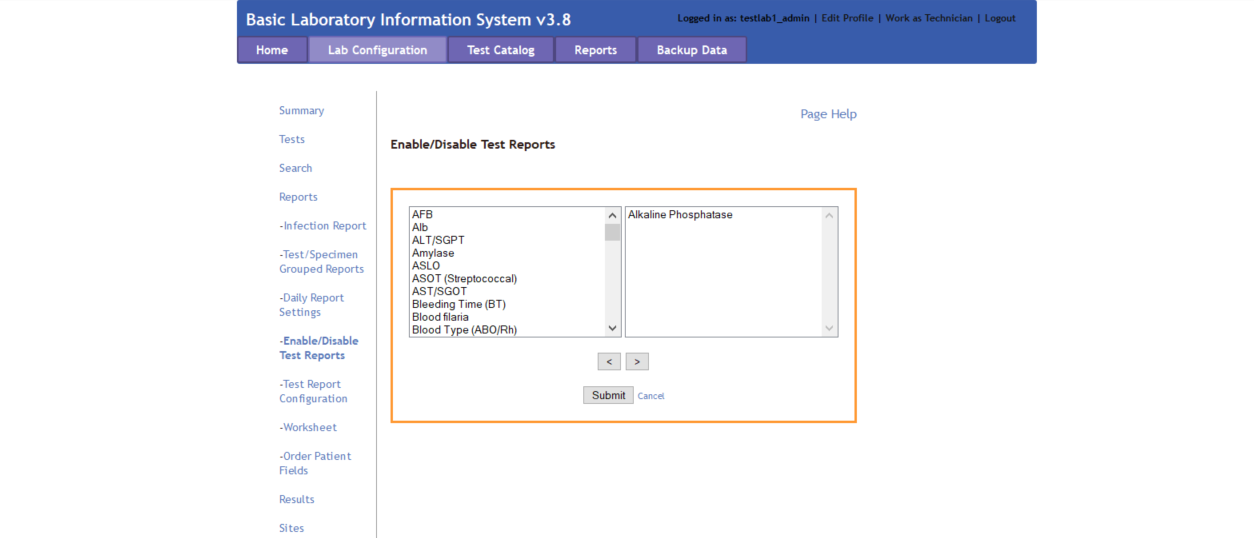 Basic Laboratory Information System v3.8
Logged in as: testlab1_admin | Edit Profile | Work as Technician | Logout
Home Lab Configuration Test Catalog Reports Backup Data
Summary
Tests
Search
Reports
-Infection Report
-Test/Specimen
Grouped Reports
-Daily Report
Settings
-Enable/Disable
Test Reports
-Test Report
Configuration
-Worksheet
-Order Patient
Fields
Results
Sites
Page Help
Enable/Disable Test Reports
AFB
Alb
ALT/SGPT
Amylase
ASLO
ASOT (Streptococcal)
AST/SGOT
Bleeding Time (BT)
Blood filaria
Blood Type (ABO/Rh)
Alkaline Phosphatase
< >
Submit Cancel